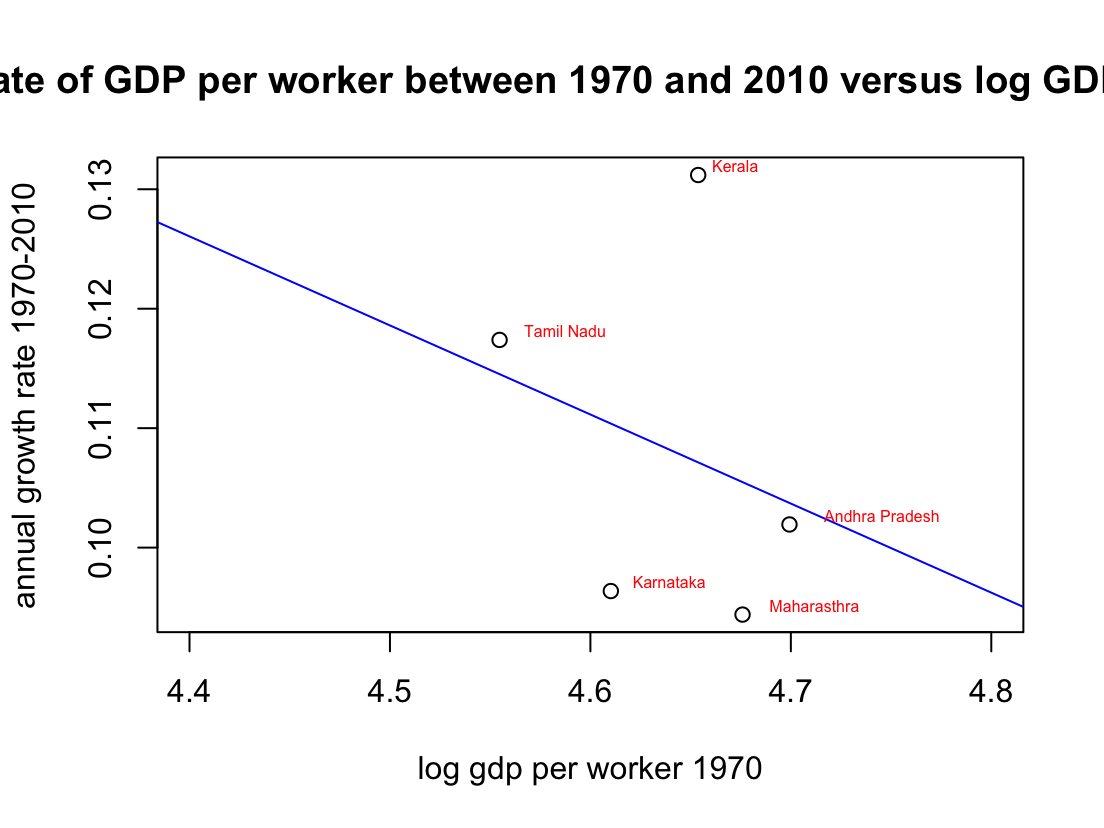 ate of GDP per worker between 1970 and 2010 versus log GD
annual growth rate 1970-2010
0.13
0.12
0.11
0.10
Kerala
Tamil Nadu
Andhra Pradesh
Karnataka
Maharasthra
4.4 4.5 4.6 4.7 4.8
log gdp per worker 1970